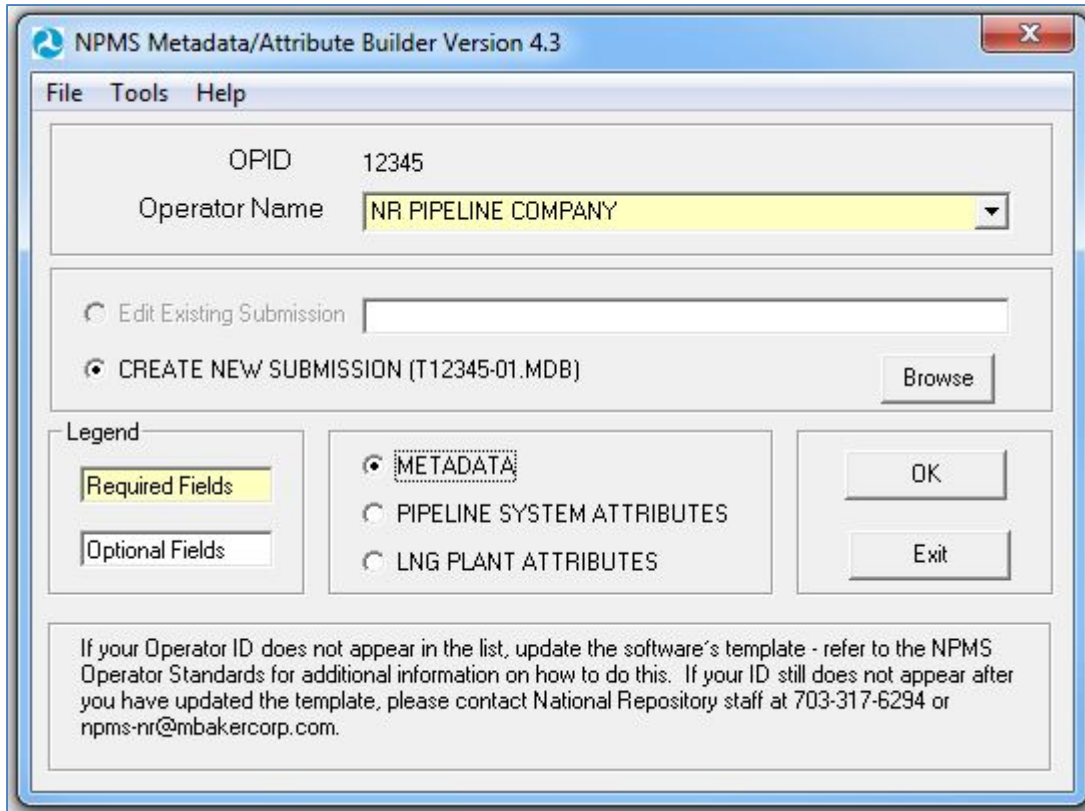 NPMS Metadata/Attribute Builder Version 4.3
File Tools Help
OPID 12345
Operator Name NR PIPELINE COMPANY
Edit Existing Submission
CREATE NEW SUBMISSION (T12345-01.MDB)
Browse
Legend
Required Fields
Optional Fields
METADATA
PIPELINE SYSTEM ATTRIBUTES
LNG PLANT ATTRIBUTES
OK
Exit
If your Operator ID does not appear in the list, update the software's template - refer to the NPMS
Operator Standards for additional information on how to do this. If your ID still does not appear after
you have updated the template, please contact National Repository staff at 703-317-6294 or
npms-nr@mbakercorp.com.